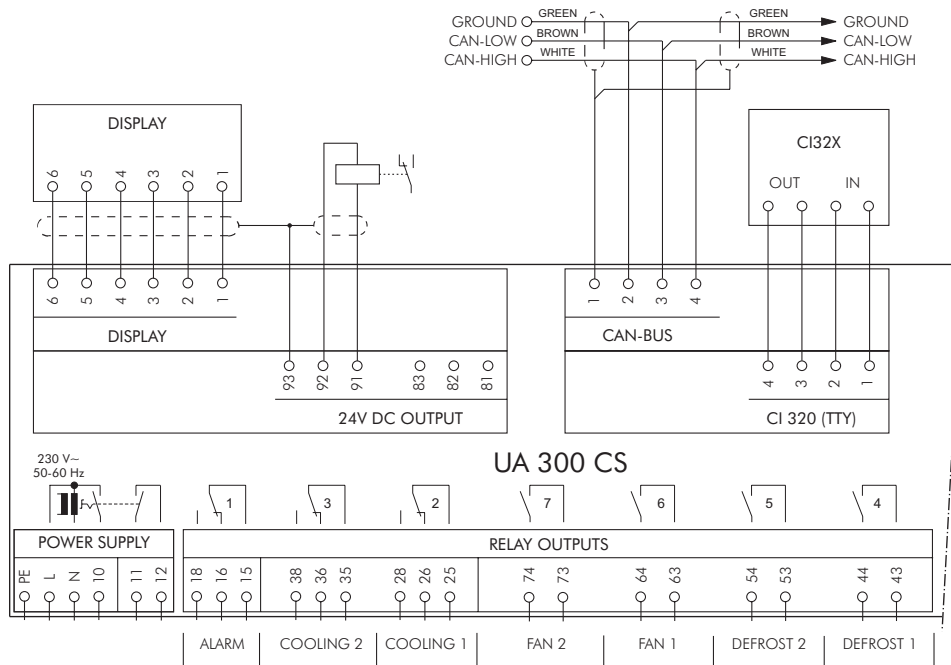 GROUND GREEN GREEN GROUND
CAN-LOW BROWN BROWN CAN-LOW
CAN-HIGH WHITE WHITE CAN-HIGH
DISPLAY
6 5 4 3 2 1
CI32X
OUT IN
4 3 2 1
6 5 4 3 2 1
DISPLAY
93 92 91 83 82 81
24V DC OUTPUT
1 2 3 4
CAN-BUS
4 3 2 1
CI 320 (TTY)
UA 300 CS
230 V~
50-60 Hz
1 3 2 7 6 5 4
POWER SUPPLY
RELAY OUTPUTS
PE L N 10 11 12 18 16 15 38 36 35 28 26 25 74 73 64 63 54 53 44 43
ALARM COOLING 2 COOLING 1 FAN 2 FAN 1 DEFROST 2 DEFROST 1